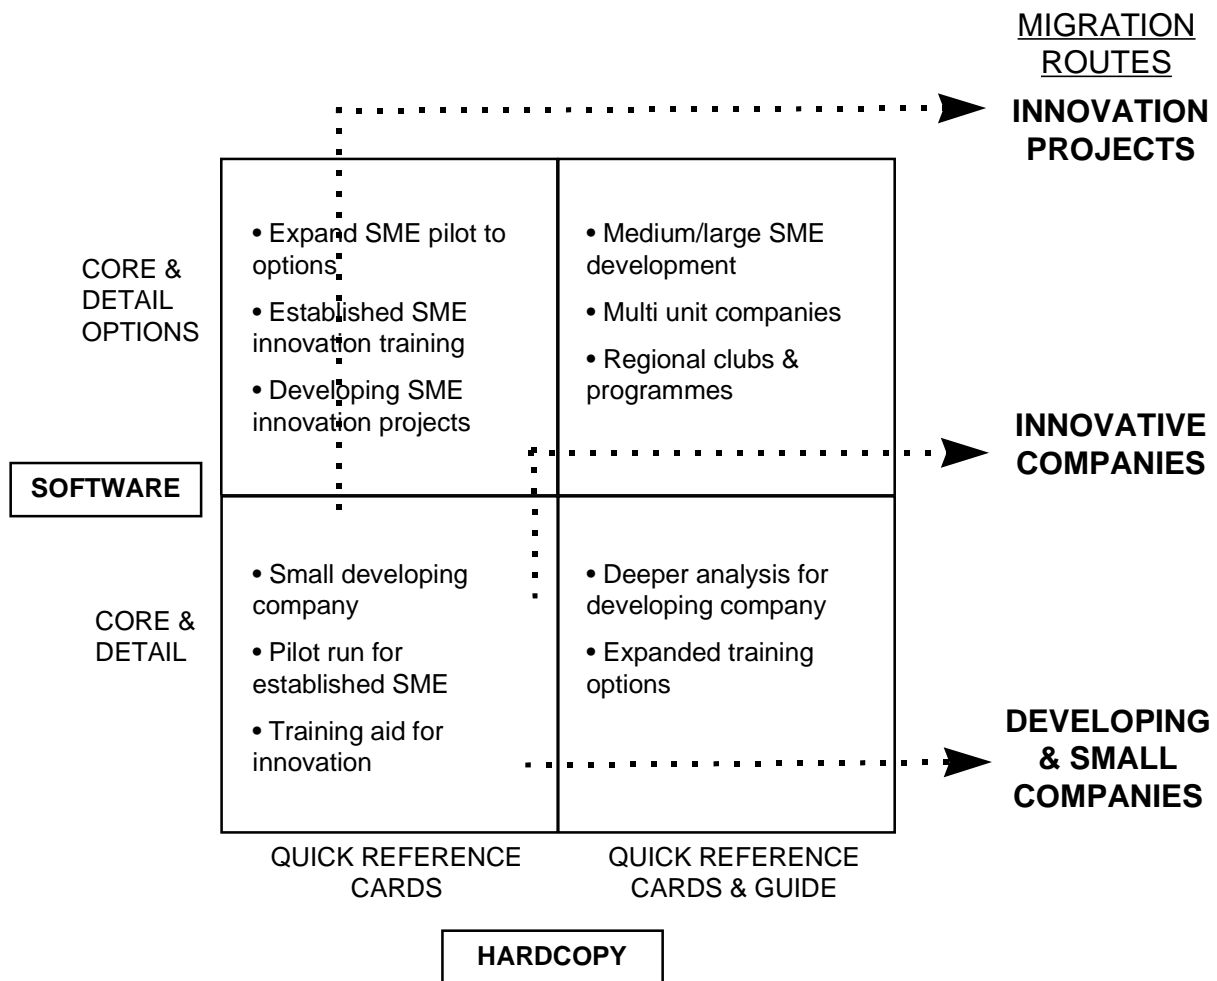 MIGRATION
ROUTES
INNOVATION
PROJECTS
CORE &
DETAIL
OPTIONS
• Expand SME pilot to
options
• Established SME
innovation training
• Developing SME
innovation projects
• Medium/large SME
development
• Multi unit companies
• Regional clubs &
programmes
INNOVATIVE
COMPANIES
SOFTWARE
CORE &
DETAIL
• Small developing
company
• Pilot run for
established SME
• Training aid for
innovation
• Deeper analysis for
developing company
• Expanded training
options
DEVELOPING
& SMALL
COMPANIES
QUICK REFERENCE
CARDS
QUICK REFERENCE
CARDS & GUIDE
HARDCOPY